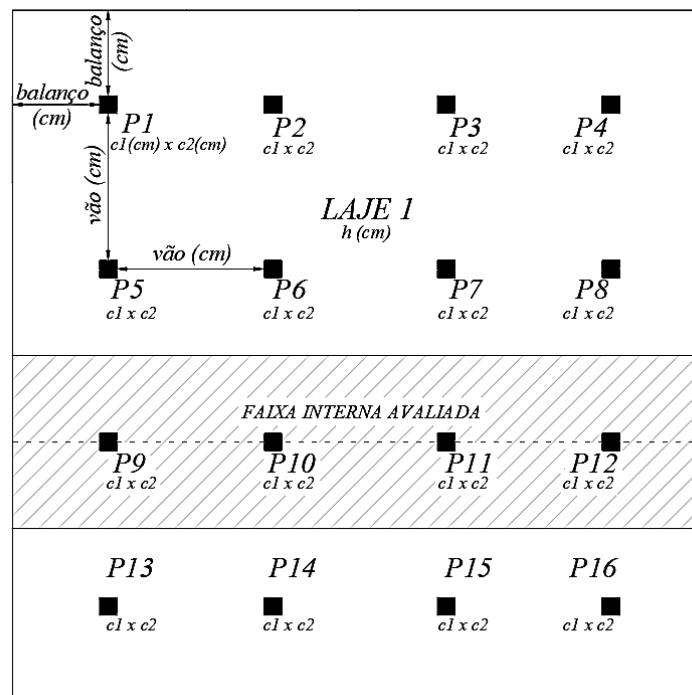 balanço
(cm)
balanço
(cm)
P1
c1(cm) x c2(cm)
P2
c1 x c2
P3
c1 x c2
P4
c1 x c2
vão (cm)
LAJE 1
h (cm)
vão (cm)
P5
c1 x c2
P6
c1 x c2
P7
c1 x c2
P8
c1 x c2
FAIXA INTERNA AVALIADA
P9
c1 x c2
P10
c1 x c2
P11
c1 x c2
P12
c1 x c2
P13
P14
P15
P16
c1 x c2
c1 x c2
c1 x c2
c1 x c2